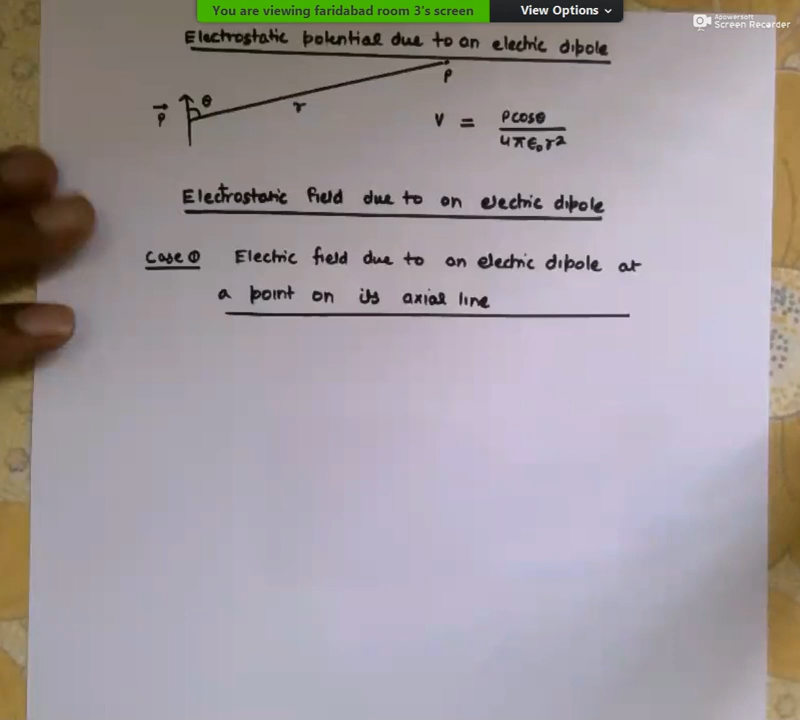 You are viewing faridabad room 3's screen View Options
Apowersoft
Screen Recorder
Electrostatic potential due to an electric dipole
P
θ
r
p
V = pcosθ / 4πϵ₀r²
Electrostatic field due to an electric dipole
Case ① Electric field due to an electric dipole at
a point on its axial line